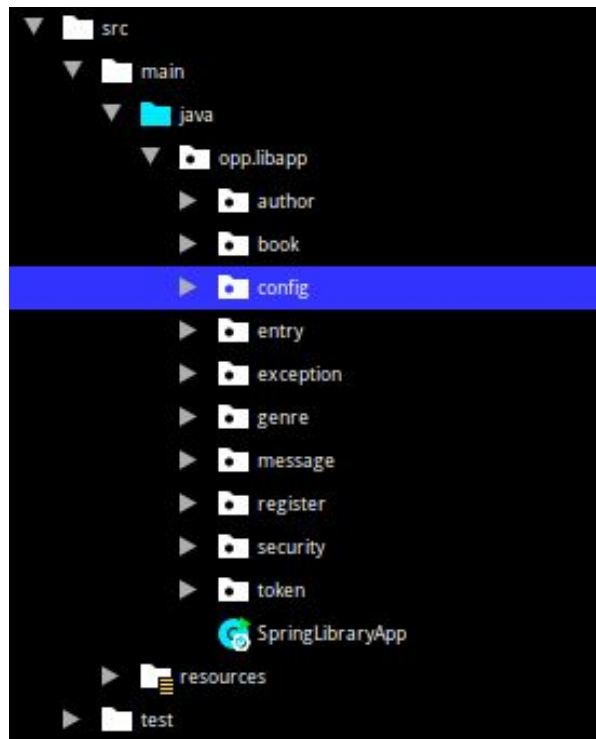 src
main
java
opp.libapp
author
book
config
entry
exception
genre
message
register
security
token
SpringLibraryApp
resources
test